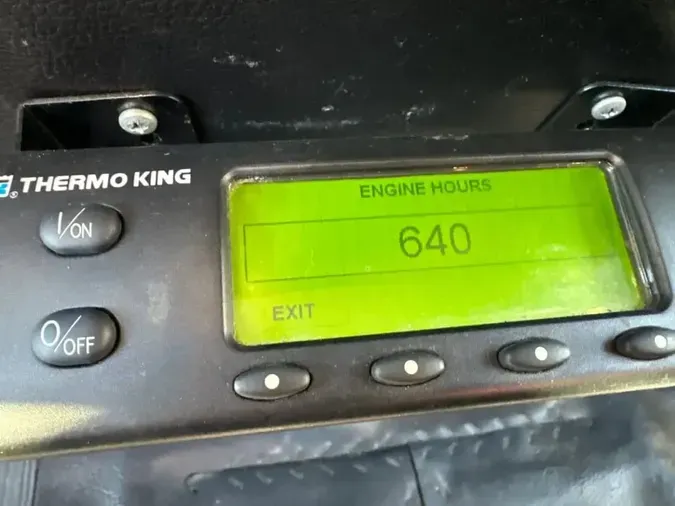 THERMO KING
ENGINE HOURS
I/ON
640
O/OFF
EXIT